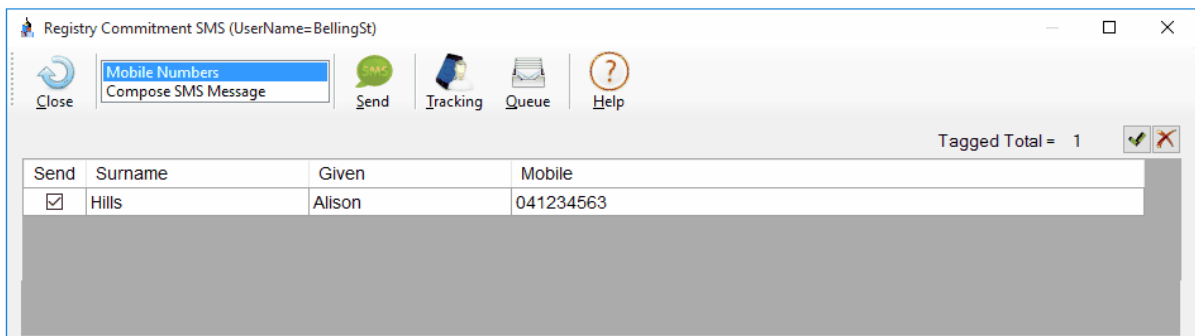 Registry Commitment SMS (UserName=BellingSt)
Mobile Numbers
Compose SMS Message
SMS
Close
Send
Tracking
Queue
?
Help
Tagged Total = 1
Send Surname Given Mobile
Hills Alison 041234563